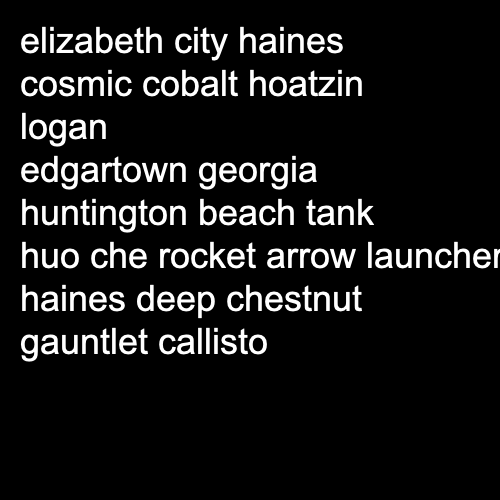 elizabeth city haines
cosmic cobalt hoatzin
logan
edgartown georgia
huntington beach tank
huo che rocket arrow launcher
haines deep chestnut
gauntlet callisto